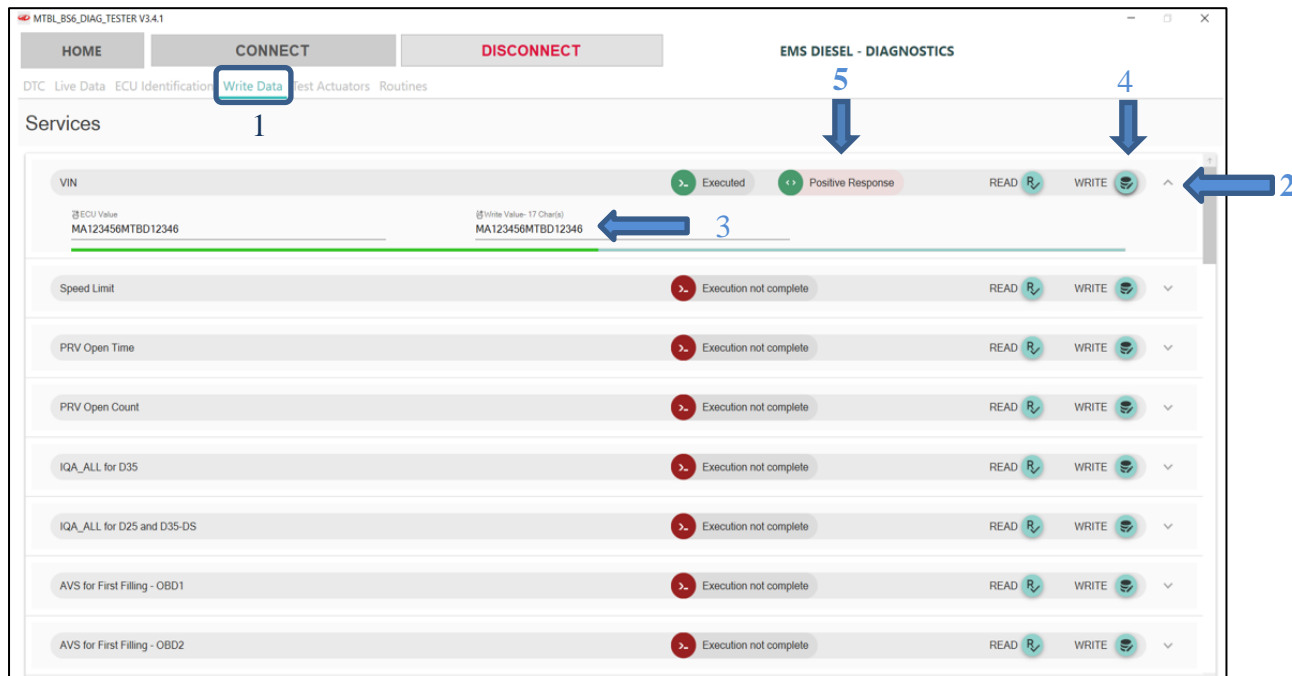 MTBL_BS6_DIAG_TESTER V3.4.1
HOME CONNECT DISCONNECT EMS DIESEL - DIAGNOSTICS
DTC Live Data ECU Identification Write Data Test Actuators Routines
5 4
Services
1
VIN Executed Positive Response READ WRITE
2
ECU Value Write Value- 17 Char(s)
MA123456MTBD12346 MA123456MTBD12346
3
Speed Limit Execution not complete READ WRITE
PRV Open Time Execution not complete READ WRITE
PRV Open Count Execution not complete READ WRITE
IQA_ALL for D35 Execution not complete READ WRITE
IQA_ALL for D25 and D35-DS Execution not complete READ WRITE
AVS for First Filling - OBD1 Execution not complete READ WRITE
AVS for First Filling - OBD2 Execution not complete READ WRITE